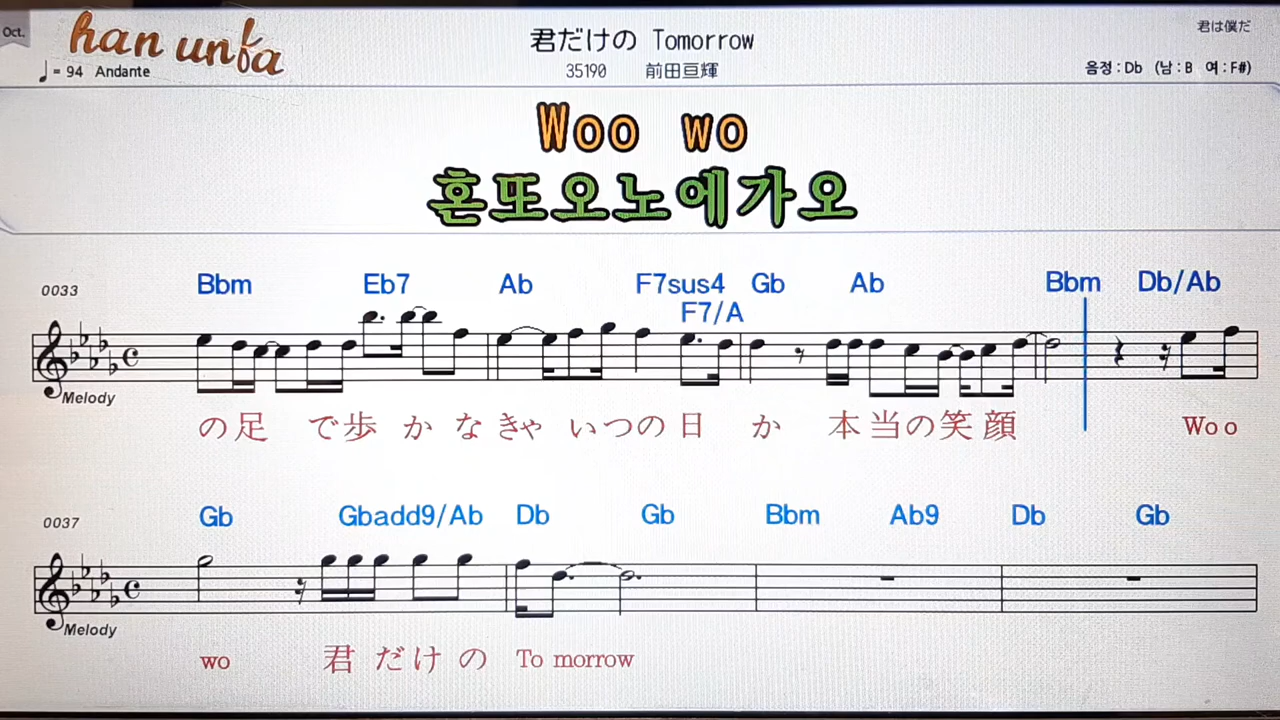 Oct.
han unfa
君だけの Tomorrow
君は僕だ
♩= 94 Andante
35190 前田亘輝
음정 : Db (남 : B 여 : F#)
Woo wo
혼또오노에가오
0033
Bbm Eb7 Ab F7sus4 Gb Ab Bbm Db/Ab
F7/A
Melody
の足 で歩 か な きゃ いつの 日 か 本当の笑 顔 Wo o
0037
Gb Gbadd9/Ab Db Gb Bbm Ab9 Db Gb
Melody
wo 君 だけ の To morrow